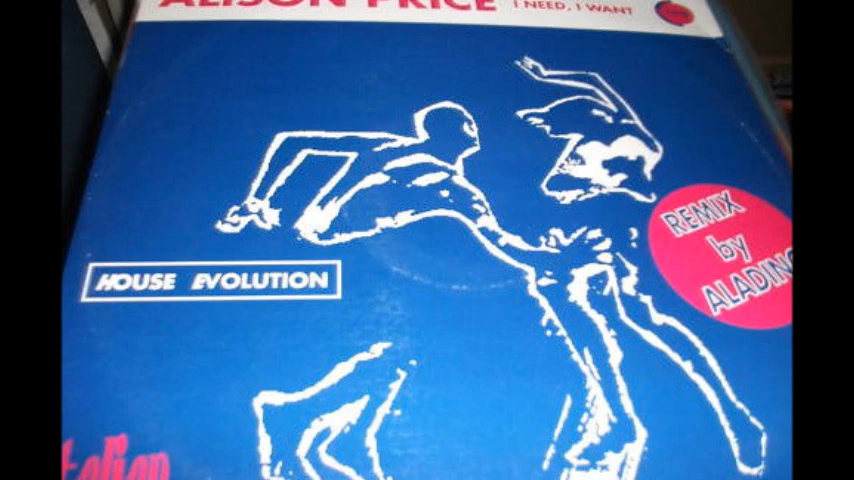 ALISON PRICE I NEED, I WANT
REMIX
by
ALADINO
HOUSE EVOLUTION